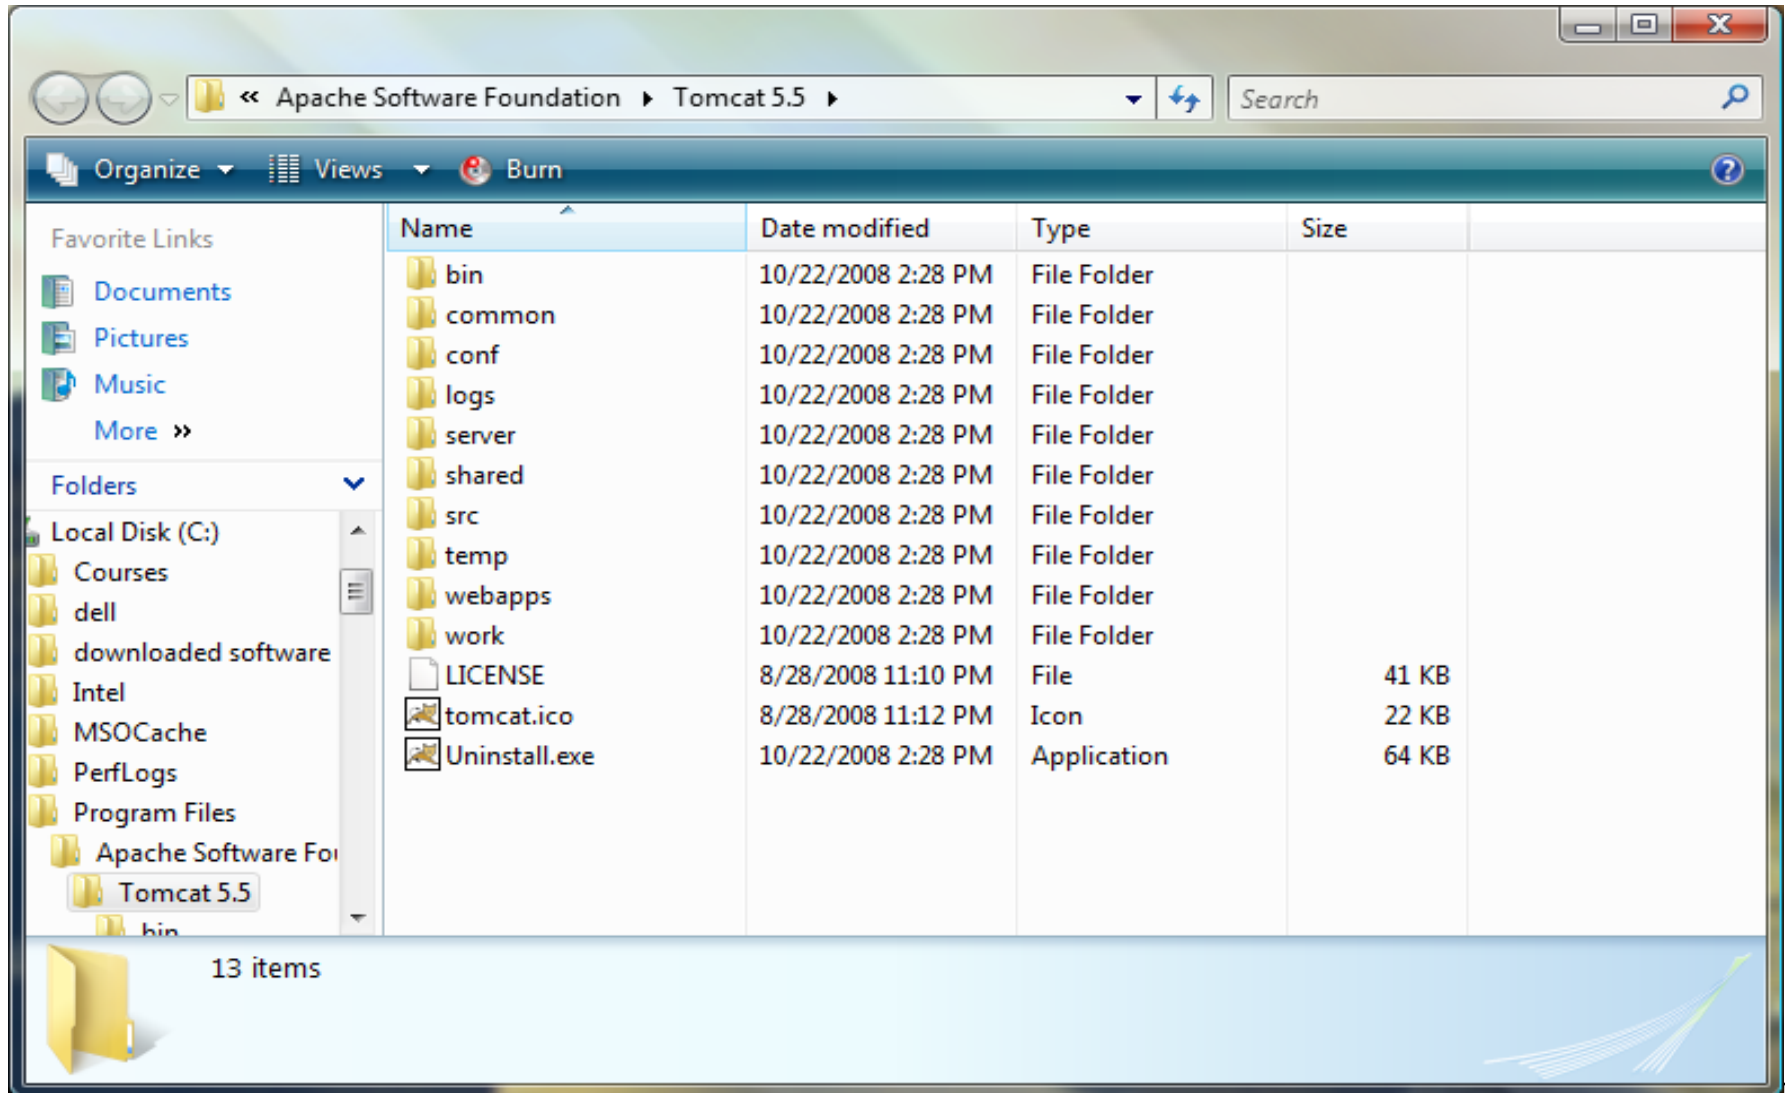 « Apache Software Foundation Tomcat 5.5
Search
Organize Views Burn
Favorite Links
Documents
Pictures
Music
More »
Folders
Local Disk (C:)
Courses
dell
downloaded software
Intel
MSOCache
PerfLogs
Program Files
Apache Software Fo
Tomcat 5.5
bin
Name Date modified Type Size
bin 10/22/2008 2:28 PM File Folder
common 10/22/2008 2:28 PM File Folder
conf 10/22/2008 2:28 PM File Folder
logs 10/22/2008 2:28 PM File Folder
server 10/22/2008 2:28 PM File Folder
shared 10/22/2008 2:28 PM File Folder
src 10/22/2008 2:28 PM File Folder
temp 10/22/2008 2:28 PM File Folder
webapps 10/22/2008 2:28 PM File Folder
work 10/22/2008 2:28 PM File Folder
LICENSE 8/28/2008 11:10 PM File 41 KB
tomcat.ico 8/28/2008 11:12 PM Icon 22 KB
Uninstall.exe 10/22/2008 2:28 PM Application 64 KB
13 items